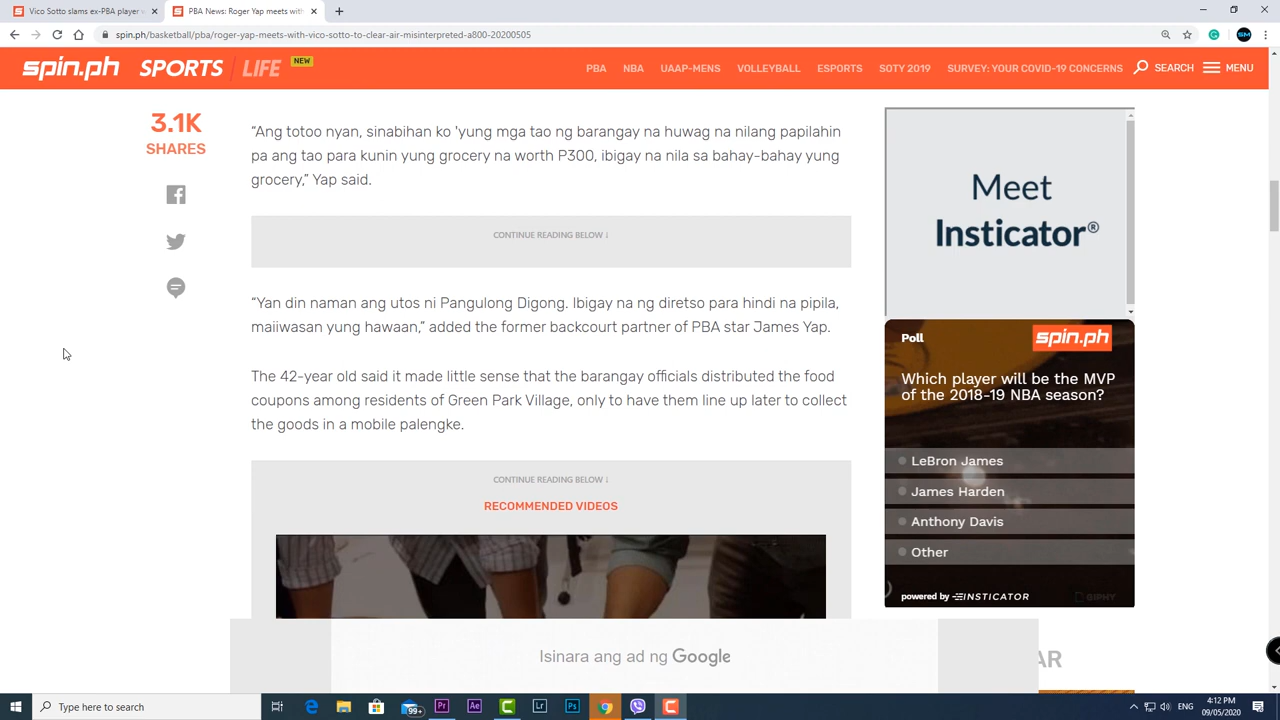 Vico Sotto slams ex-PBA player v
PBA News: Roger Yap meets with
spin.ph/basketball/pba/roger-yap-meets-with-vico-sotto-to-clear-air-misinterpreted-a800-20200505
spin.ph SPORTS LIFE NEW
PBA NBA UAAP-MENS VOLLEYBALL ESPORTS SOTY 2019 SURVEY: YOUR COVID-19 CONCERNS SEARCH MENU
3.1K
SHARES
"Ang totoo nyan, sinabihan ko 'yung mga tao ng barangay na huwag na nilang papilahin
pa ang tao para kunin yung grocery na worth P300, ibigay na nila sa bahay-bahay yung
grocery,” Yap said.
CONTINUE READING BELOW ↓
“Yan din naman ang utos ni Pangulong Digong. Ibigay na ng diretso para hindi na pipila,
maiiwasan yung hawaan,” added the former backcourt partner of PBA star James Yap.
The 42-year old said it made little sense that the barangay officials distributed the food
coupons among residents of Green Park Village, only to have them line up later to collect
the goods in a mobile palengke.
CONTINUE READING BELOW ↓
RECOMMENDED VIDEOS
Meet
Insticator®
Poll
spin.ph
Which player will be the MVP
of the 2018-19 NBA season?
LeBron James
James Harden
Anthony Davis
Other
powered by INSTICATOR
GIPHY
Isinara ang ad ng Google
AR
Type here to search
99+
ENG
4:12 PM
09/05/2020